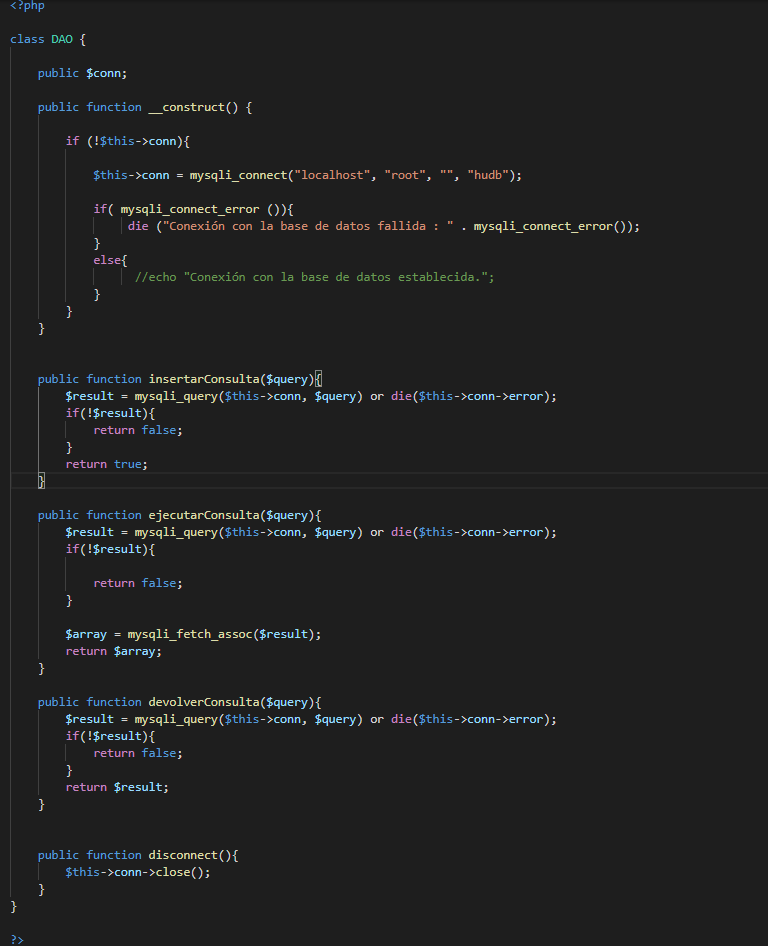 <?php
class DAO {
public $conn;
public function __construct() {
if (!$this->conn){
$this->conn = mysqli_connect("localhost", "root", "", "hudb");
if( mysqli_connect_error ()){
die ("Conexión con la base de datos fallida : " . mysqli_connect_error());
}
else{
//echo "Conexión con la base de datos establecida.";
}
}
}
public function insertarConsulta($query){
$result = mysqli_query($this->conn, $query) or die($this->conn->error);
if(!$result){
return false;
}
return true;
}
public function ejecutarConsulta($query){
$result = mysqli_query($this->conn, $query) or die($this->conn->error);
if(!$result){
return false;
}
$array = mysqli_fetch_assoc($result);
return $array;
}
public function devolverConsulta($query){
$result = mysqli_query($this->conn, $query) or die($this->conn->error);
if(!$result){
return false;
}
return $result;
}
public function disconnect(){
$this->conn->close();
}
}
?>